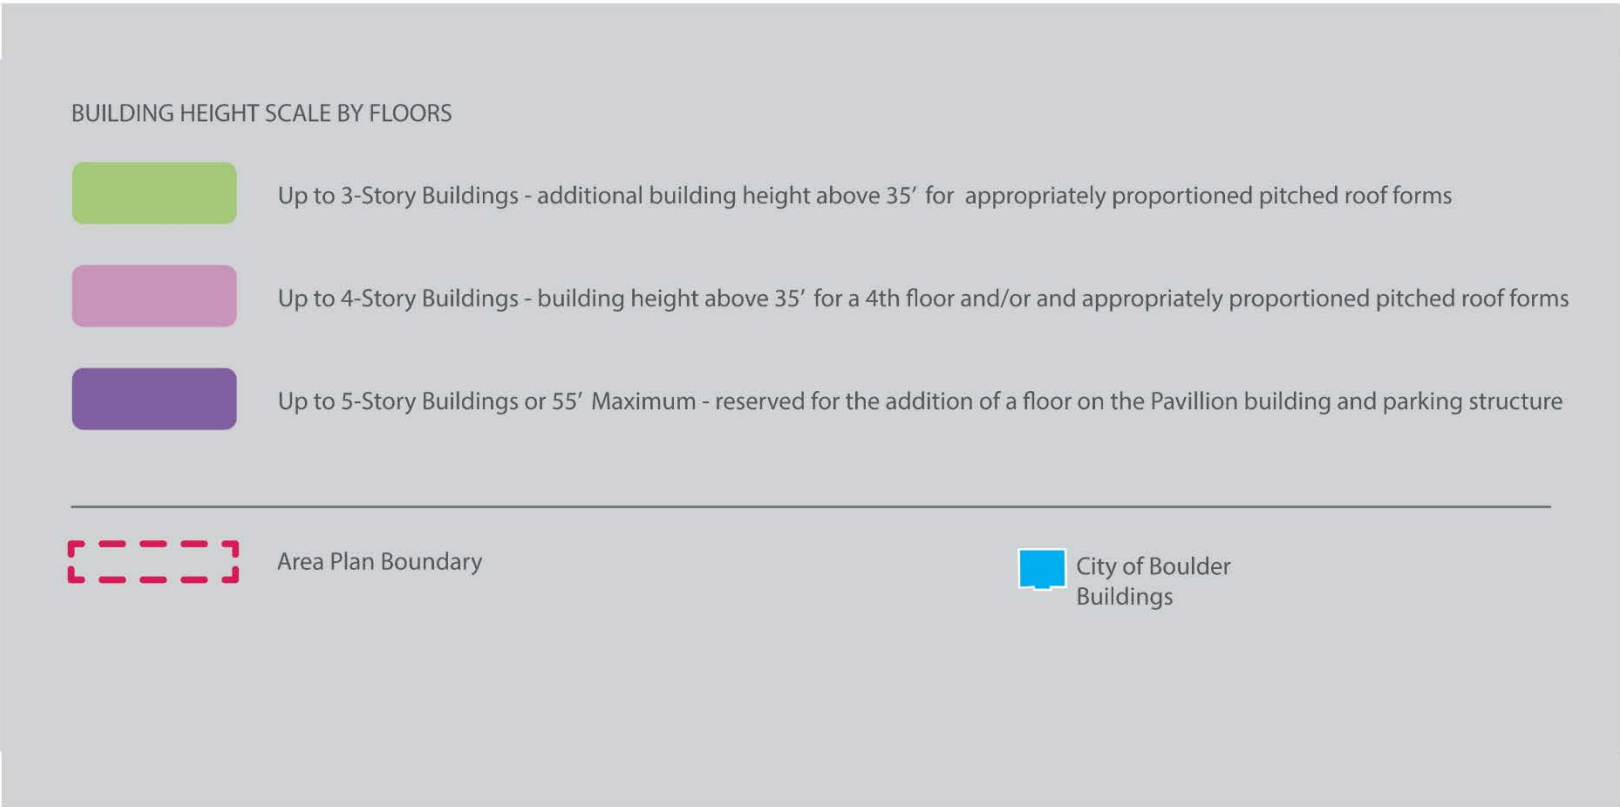 BUILDING HEIGHT SCALE BY FLOORS
Up to 3-Story Buildings - additional building height above 35' for appropriately proportioned pitched roof forms
Up to 4-Story Buildings - building height above 35' for a 4th floor and/or and appropriately proportioned pitched roof forms
Up to 5-Story Buildings or 55' Maximum - reserved for the addition of a floor on the Pavillion building and parking structure
Area Plan Boundary
City of Boulder
Buildings